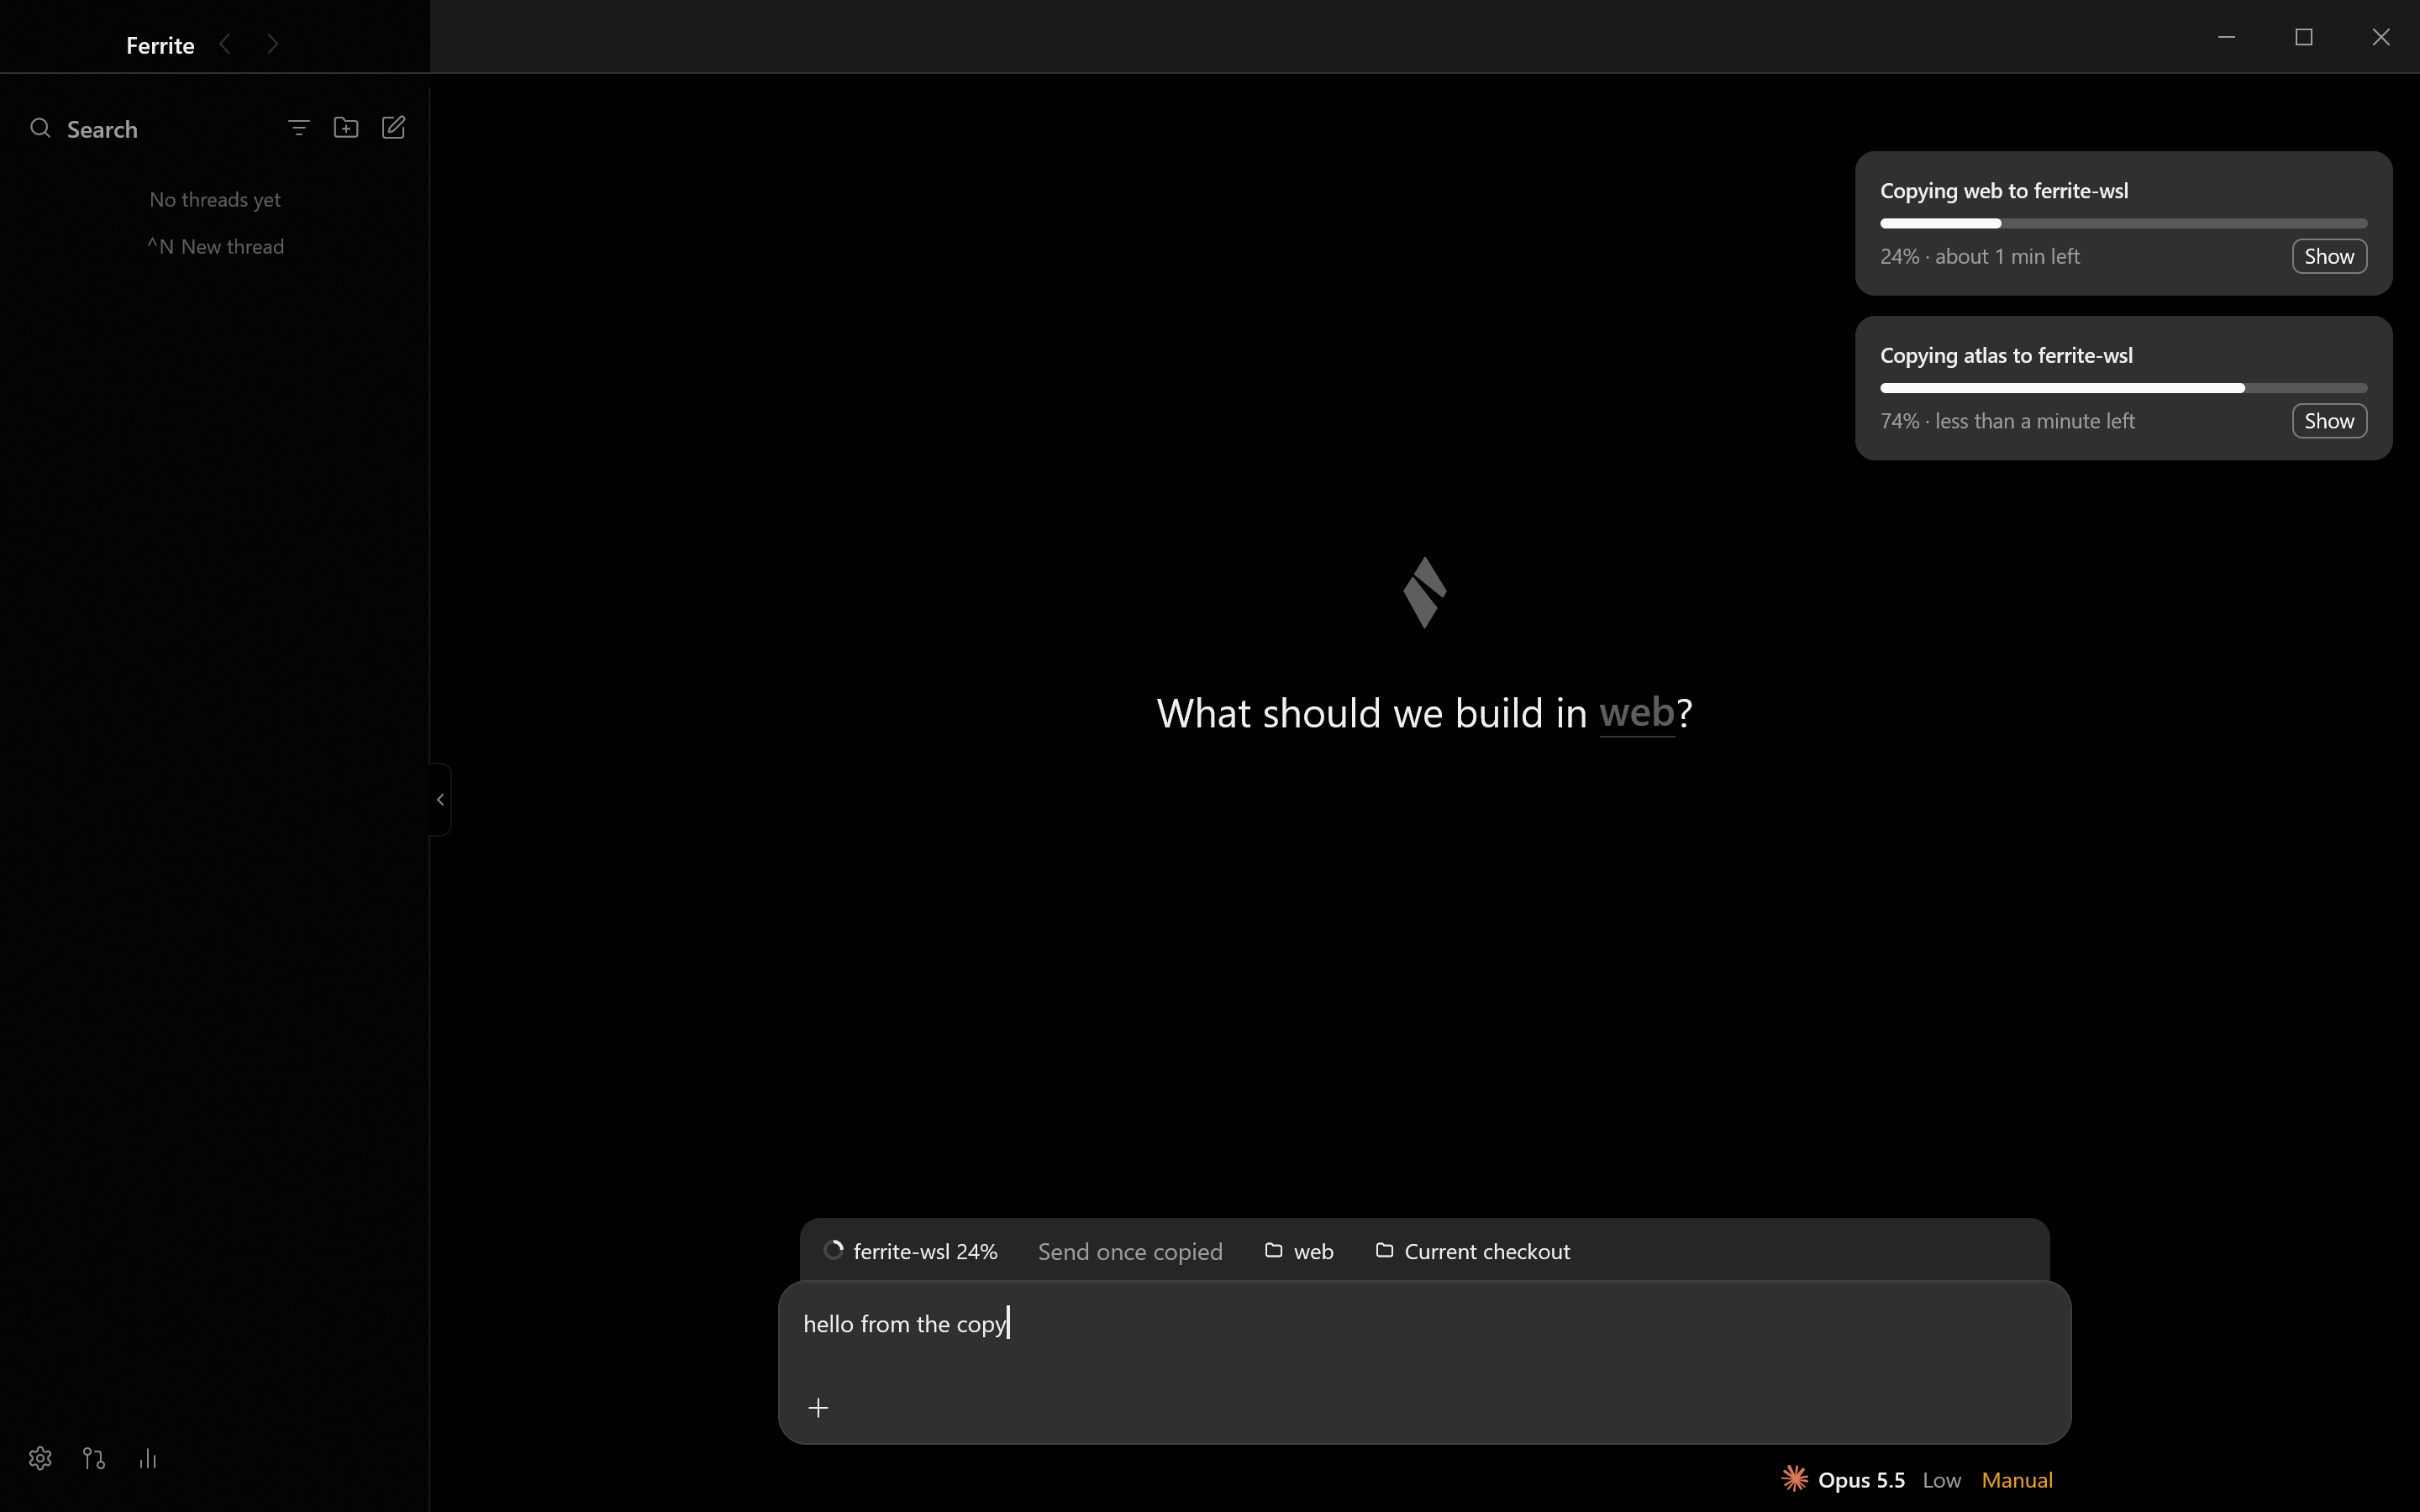 Ferrite
Search
No threads yet
^N New thread
Copying web to ferrite-wsl
24% · about 1 min left
Show
Copying atlas to ferrite-wsl
74% · less than a minute left
Show
What should we build in web?
ferrite-wsl 24% Send once copied web Current checkout
hello from the copy
Opus 5.5 Low Manual